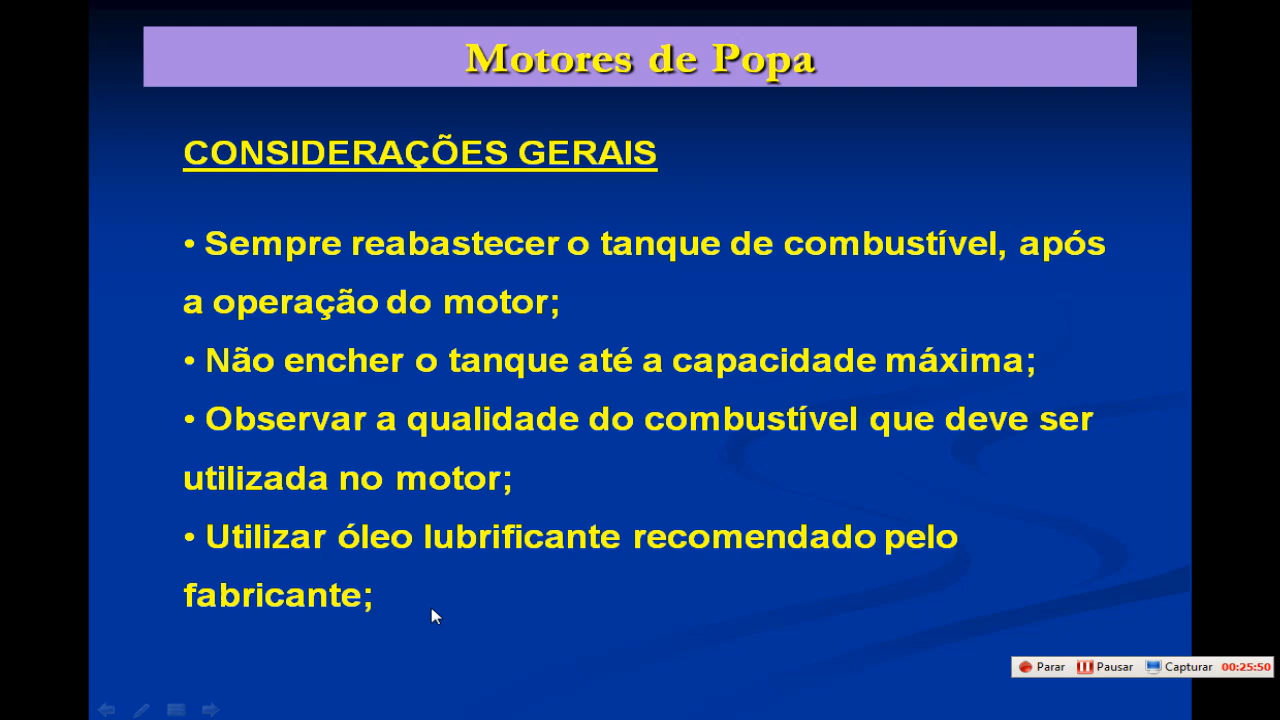 Motores de Popa
CONSIDERAÇÕES GERAIS
• Sempre reabastecer o tanque de combustível, após
a operação do motor;
• Não encher o tanque até a capacidade máxima;
• Observar a qualidade do combustível que deve ser
utilizada no motor;
• Utilizar óleo lubrificante recomendado pelo
fabricante;
Parar Pausar Capturar 00:25:50